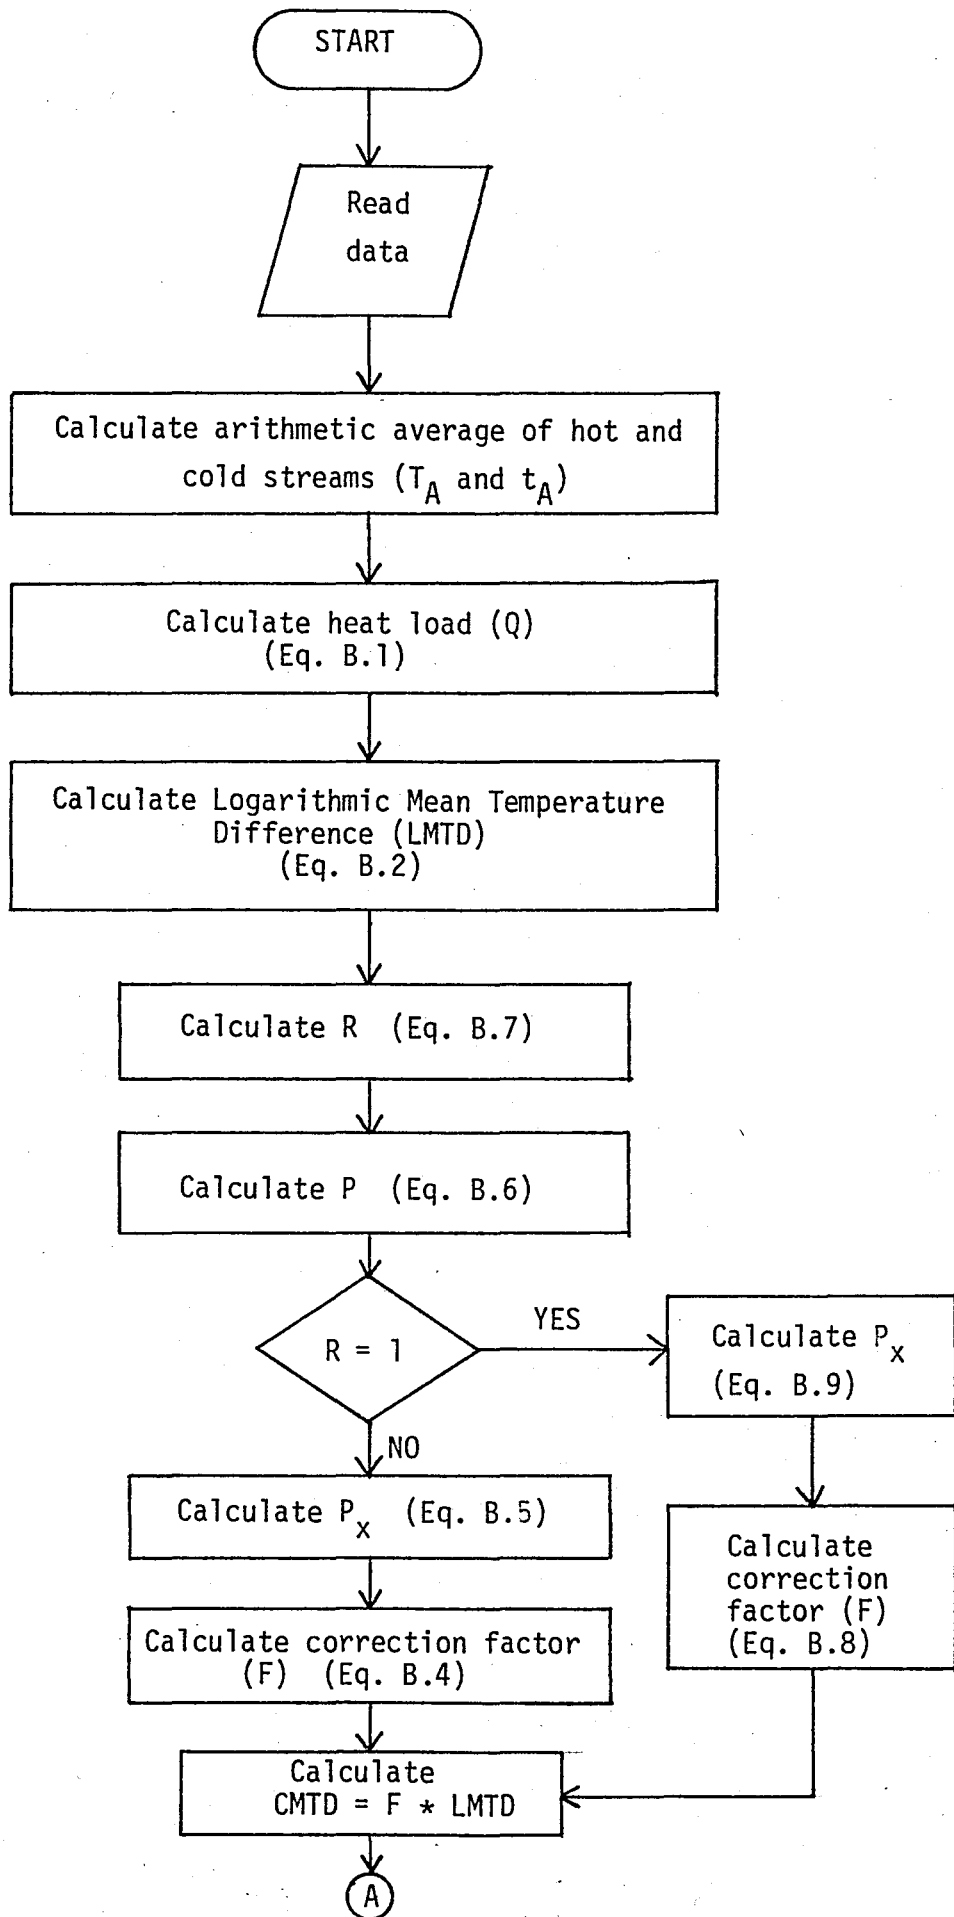 START
Read
data
Calculate arithmetic average of hot and
cold streams (T_A and t_A)
Calculate heat load (Q)
(Eq. B.1)
Calculate Logarithmic Mean Temperature
Difference (LMTD)
(Eq. B.2)
Calculate R (Eq. B.7)
Calculate P (Eq. B.6)
R = 1
YES
Calculate P_x
(Eq. B.9)
NO
Calculate P_x (Eq. B.5)
Calculate
correction
factor (F)
(Eq. B.8)
Calculate correction factor
(F) (Eq. B.4)
Calculate
CMTD = F * LMTD
A